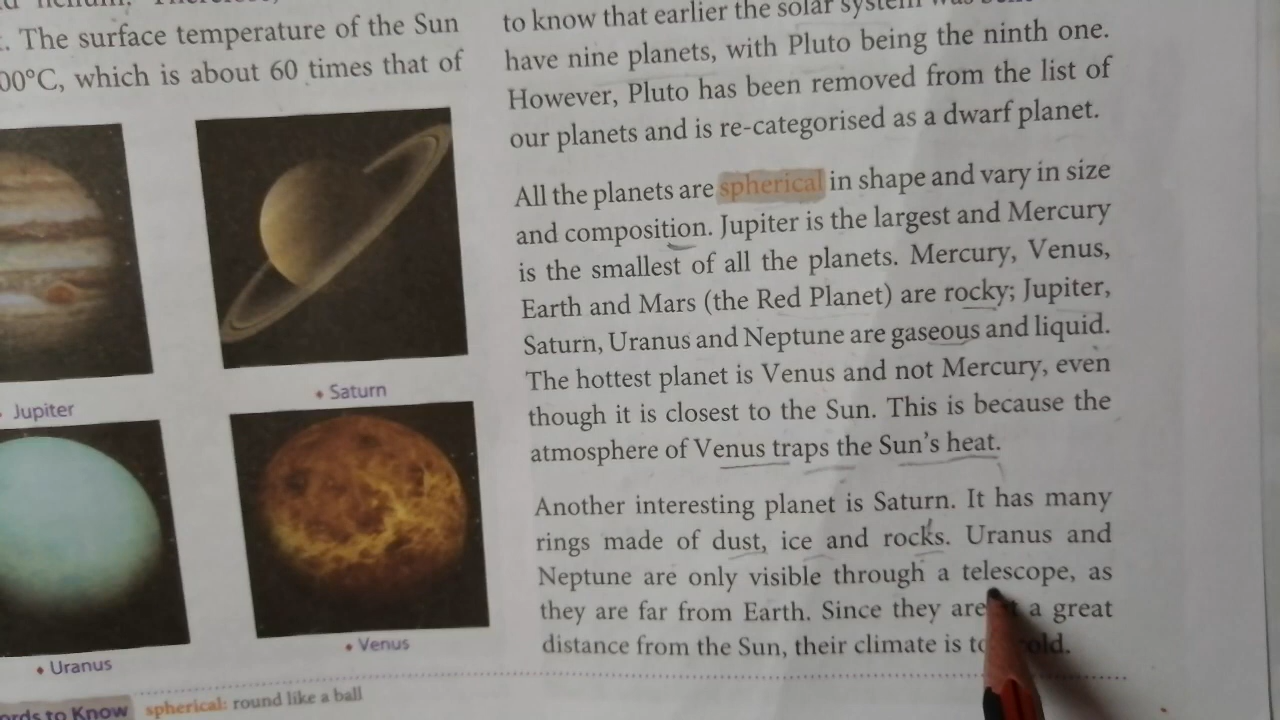 . The surface temperature of the Sun
00°C, which is about 60 times that of
Jupiter
Saturn
Uranus
Venus
to know that earlier the solar system was
have nine planets, with Pluto being the ninth one.
However, Pluto has been removed from the list of
our planets and is re-categorised as a dwarf planet.
All the planets are spherical in shape and vary in size
and composition. Jupiter is the largest and Mercury
is the smallest of all the planets. Mercury, Venus,
Earth and Mars (the Red Planet) are rocky; Jupiter,
Saturn, Uranus and Neptune are gaseous and liquid.
The hottest planet is Venus and not Mercury, even
though it is closest to the Sun. This is because the
atmosphere of Venus traps the Sun's heat.
Another interesting planet is Saturn. It has many
rings made of dust, ice and rocks. Uranus and
Neptune are only visible through a telescope, as
they are far from Earth. Since they are a great
distance from the Sun, their climate is
to Know spherical: round like a ball